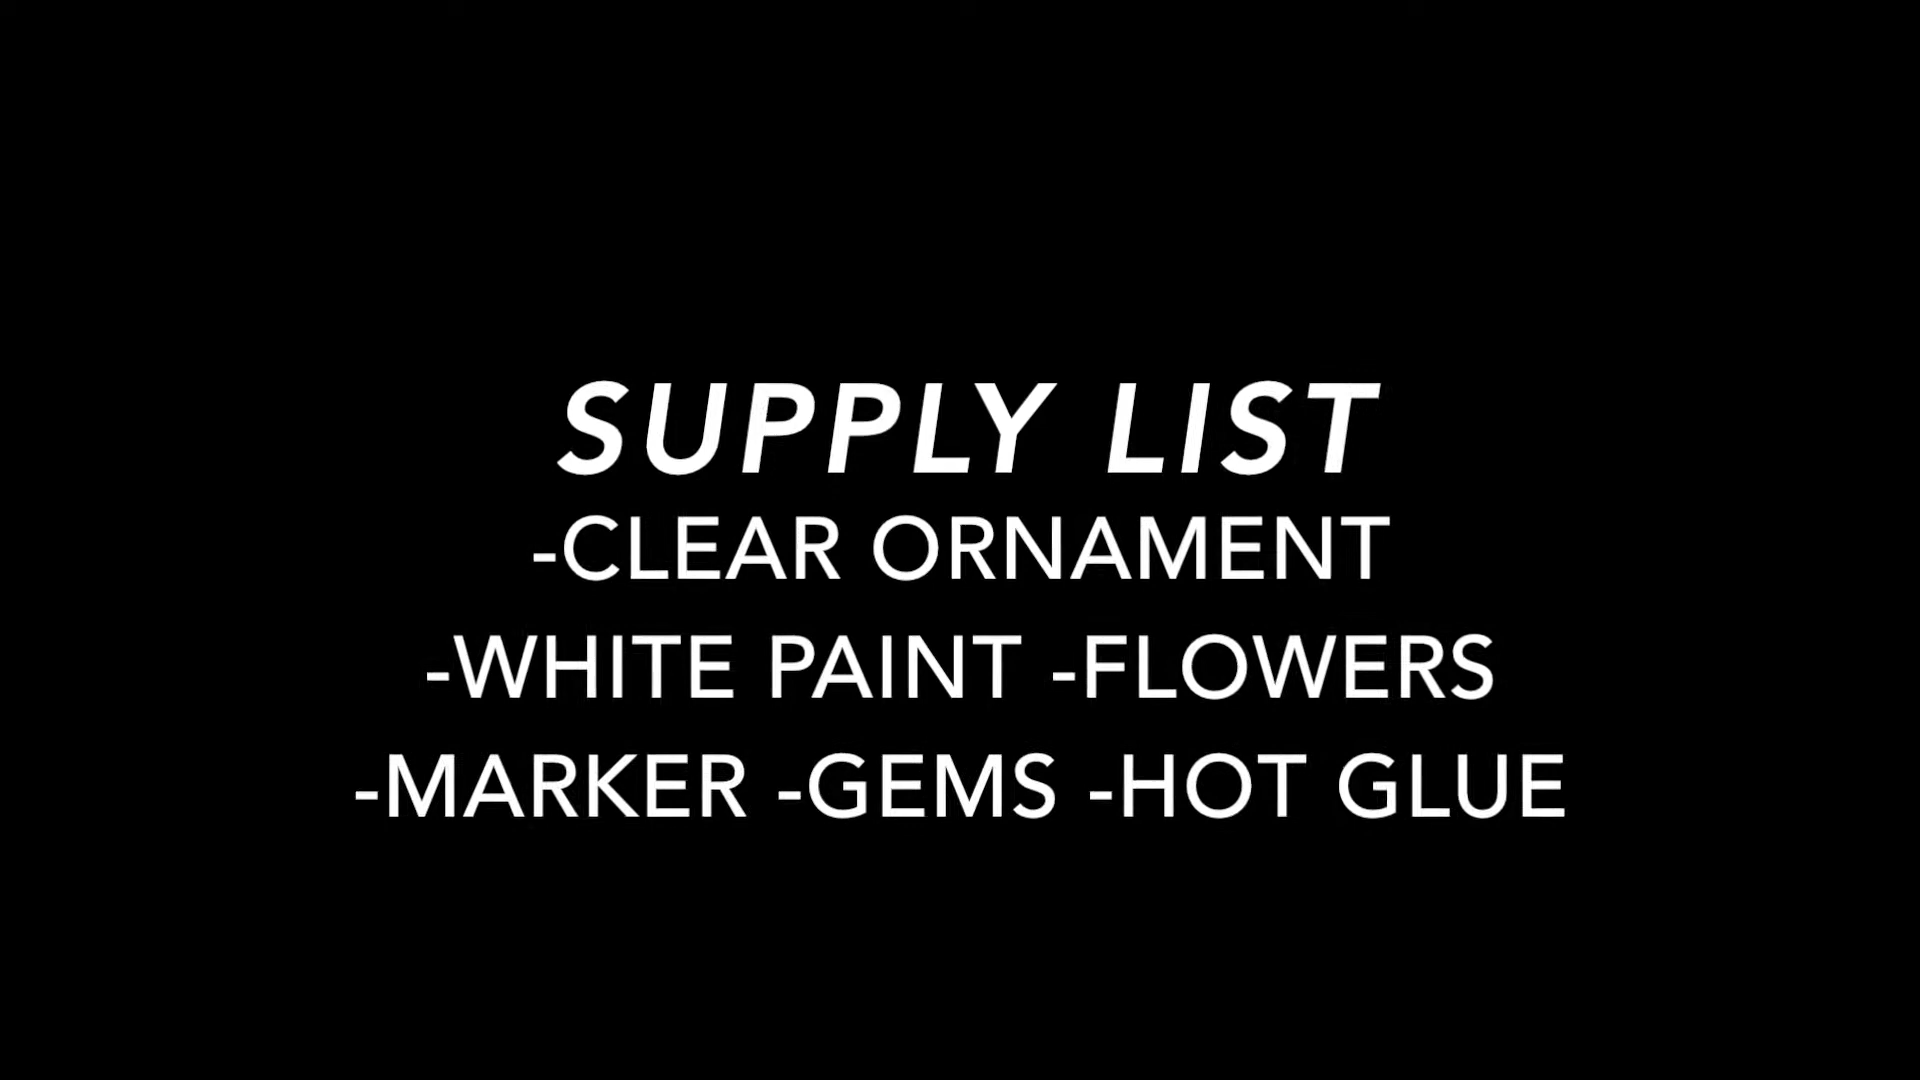 SUPPLY LIST
-CLEAR ORNAMENT
-WHITE PAINT -FLOWERS
-MARKER -GEMS -HOT GLUE